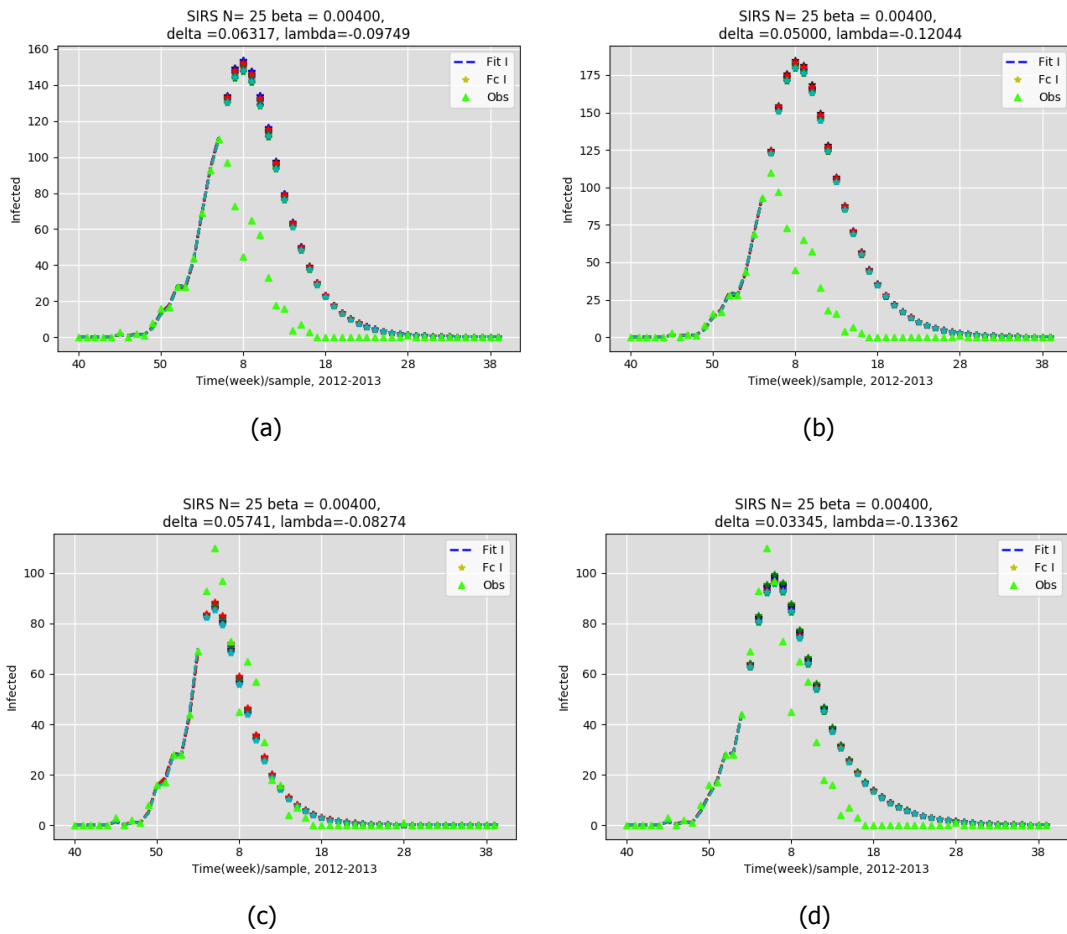 SIRS N= 25 beta = 0.00400,
delta =0.06317, lambda=-0.09749
Infected
160
140
120
100
80
60
40
20
0
Fit I
Fc I
Obs
40
50
8
18
28
38
Time(week)/sample, 2012-2013
(a)
SIRS N= 25 beta = 0.00400,
delta =0.05000, lambda=-0.12044
Infected
175
150
125
100
75
50
25
0
Fit I
Fc I
Obs
40
50
8
18
28
38
Time(week)/sample, 2012-2013
(b)
SIRS N= 25 beta = 0.00400,
delta =0.05741, lambda=-0.08274
Infected
100
80
60
40
20
0
Fit I
Fc I
Obs
40
50
8
18
28
38
Time(week)/sample, 2012-2013
(c)
SIRS N= 25 beta = 0.00400,
delta =0.03345, lambda=-0.13362
Infected
100
80
60
40
20
0
Fit I
Fc I
Obs
40
50
8
18
28
38
Time(week)/sample, 2012-2013
(d)